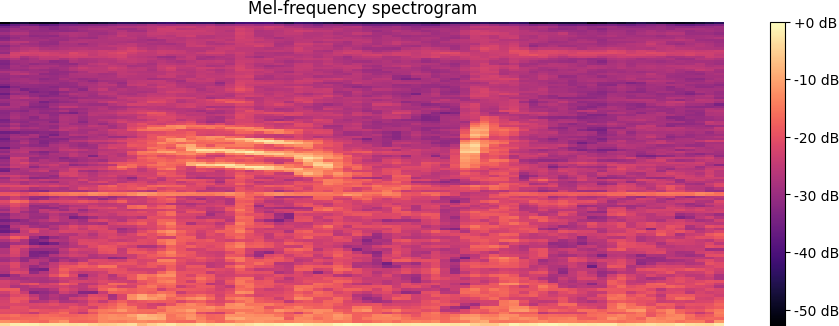 Mel-frequency spectrogram
+0 dB
-10 dB
-20 dB
-30 dB
-40 dB
-50 dB